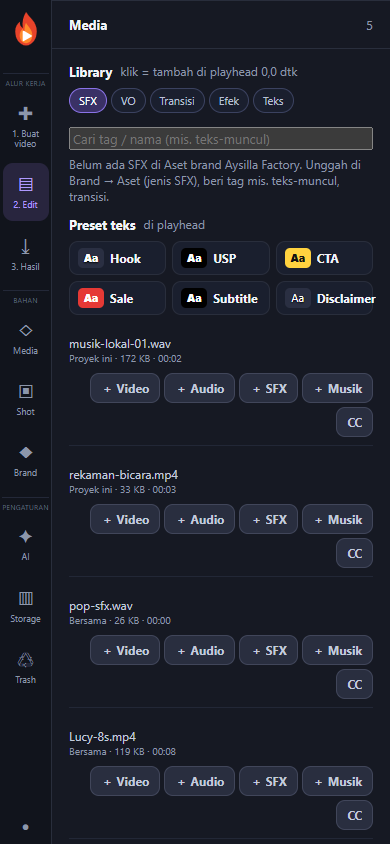 Media 5
ALUR KERJA
1. Buat
video
2. Edit
3. Hasil
BAHAN
Media
Shot
Brand
PENGATURAN
AI
Storage
Trash
Library klik = tambah di playhead 0,0 dtk
SFX VO Transisi Efek Teks
Cari tag / nama (mis. teks-muncul)
Belum ada SFX di Aset brand Aysilla Factory. Unggah di
Brand → Aset (jenis SFX), beri tag mis. teks-muncul,
transisi.
Preset teks di playhead
Aa Hook Aa USP Aa CTA
Aa Sale Aa Subtitle Aa Disclaimer
musik-lokal-01.wav
Proyek ini · 172 KB · 00:02
+ Video + Audio + SFX + Musik
CC
rekaman-bicara.mp4
Proyek ini · 33 KB · 00:03
+ Video + Audio + SFX + Musik
CC
pop-sfx.wav
Bersama · 26 KB · 00:00
+ Video + Audio + SFX + Musik
CC
Lucy-8s.mp4
Bersama · 119 KB · 00:08
+ Video + Audio + SFX + Musik
CC